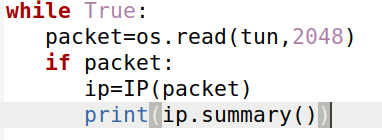 while True:
   packet=os.read(tun,2048)
   if packet:
      ip=IP(packet)
      print(ip.summary())